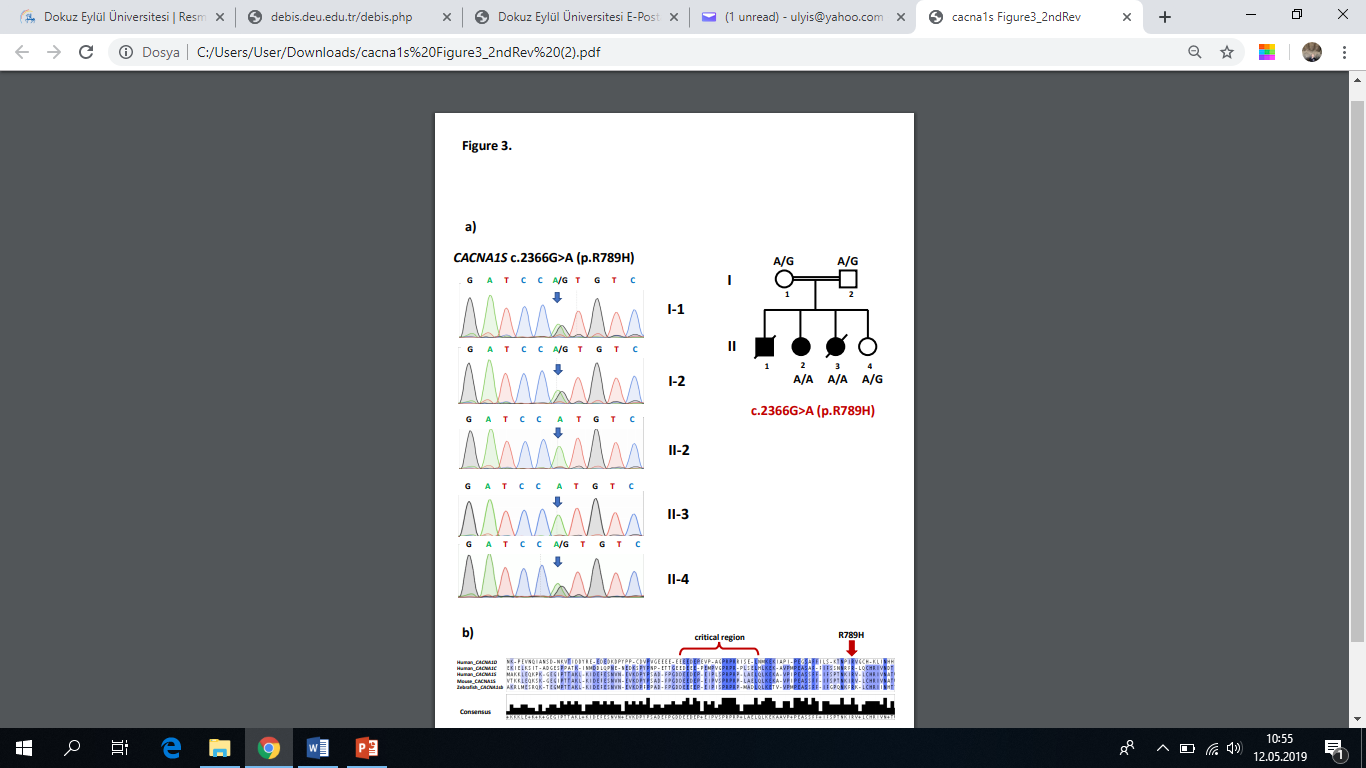 Dokuz Eylül Üniversitesi | Resm
debis.deu.edu.tr/debis.php
Dokuz Eylül Üniversitesi E-Post
(1 unread) - ulyis@yahoo.com
cacna1s Figure3_2ndRev
Dosya
C:/Users/User/Downloads/cacna1s%20Figure3_2ndRev%20(2).pdf
Figure 3.
a)
CACNA1S c.2366G>A (p.R789H)
G A T C C A/G T G T C
I-1
G A T C C A/G T G T C
I-2
G A T C C A T G T C
II-2
G A T C C A T G T C
II-3
G A T C C A/G T G T C
II-4
A/G A/G
I
1 2
II
1 2 3 4
A/A A/A A/G
c.2366G>A (p.R789H)
b)
critical region
R789H
Human_CACNA1D
Human_CACNA1C
Human_CACNA1S
Mouse_CACNA1S
Zebrafish_CACNA1sb
Consensus
10:55
12.05.2019
1